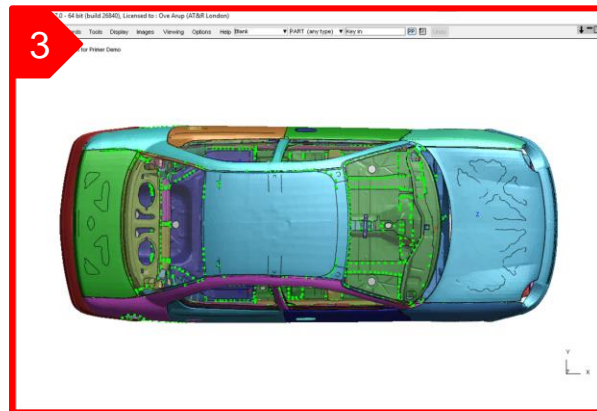 3
7.0 - 64 bit (build 26840), Licensed to : Ove Arup (AT&R London)
Tools Display Images Viewing Options Help Blank PART (any type) Key in
for Primer Demo
Z
Y
Z X